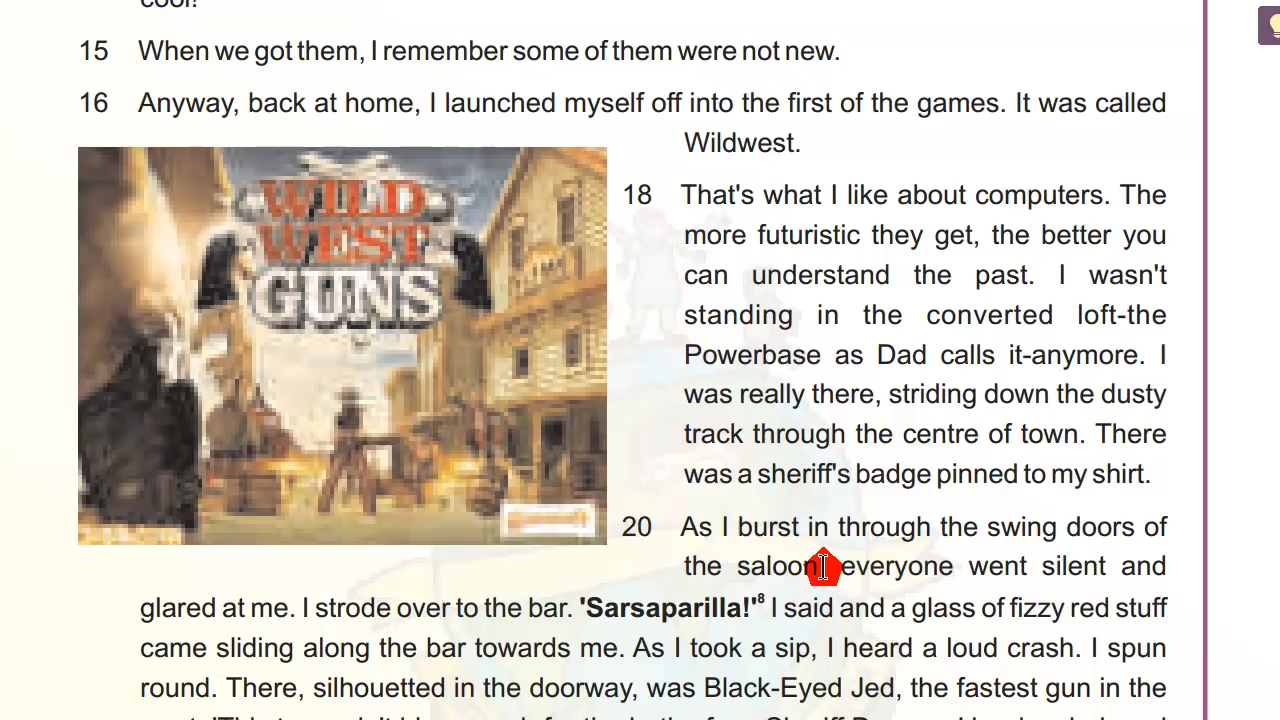 cool!
15 When we got them, I remember some of them were not new.
16 Anyway, back at home, I launched myself off into the first of the games. It was called
Wildwest.
WILD
WEST
GUNS
18 That's what I like about computers. The
more futuristic they get, the better you
can understand the past. I wasn't
standing in the converted loft-the
Powerbase as Dad calls it-anymore. I
was really there, striding down the dusty
track through the centre of town. There
was a sheriff's badge pinned to my shirt.
20 As I burst in through the swing doors of
the saloon everyone went silent and
glared at me. I strode over to the bar. 'Sarsaparilla!'8 I said and a glass of fizzy red stuff
came sliding along the bar towards me. As I took a sip, I heard a loud crash. I spun
round. There, silhouetted in the doorway, was Black-Eyed Jed, the fastest gun in the